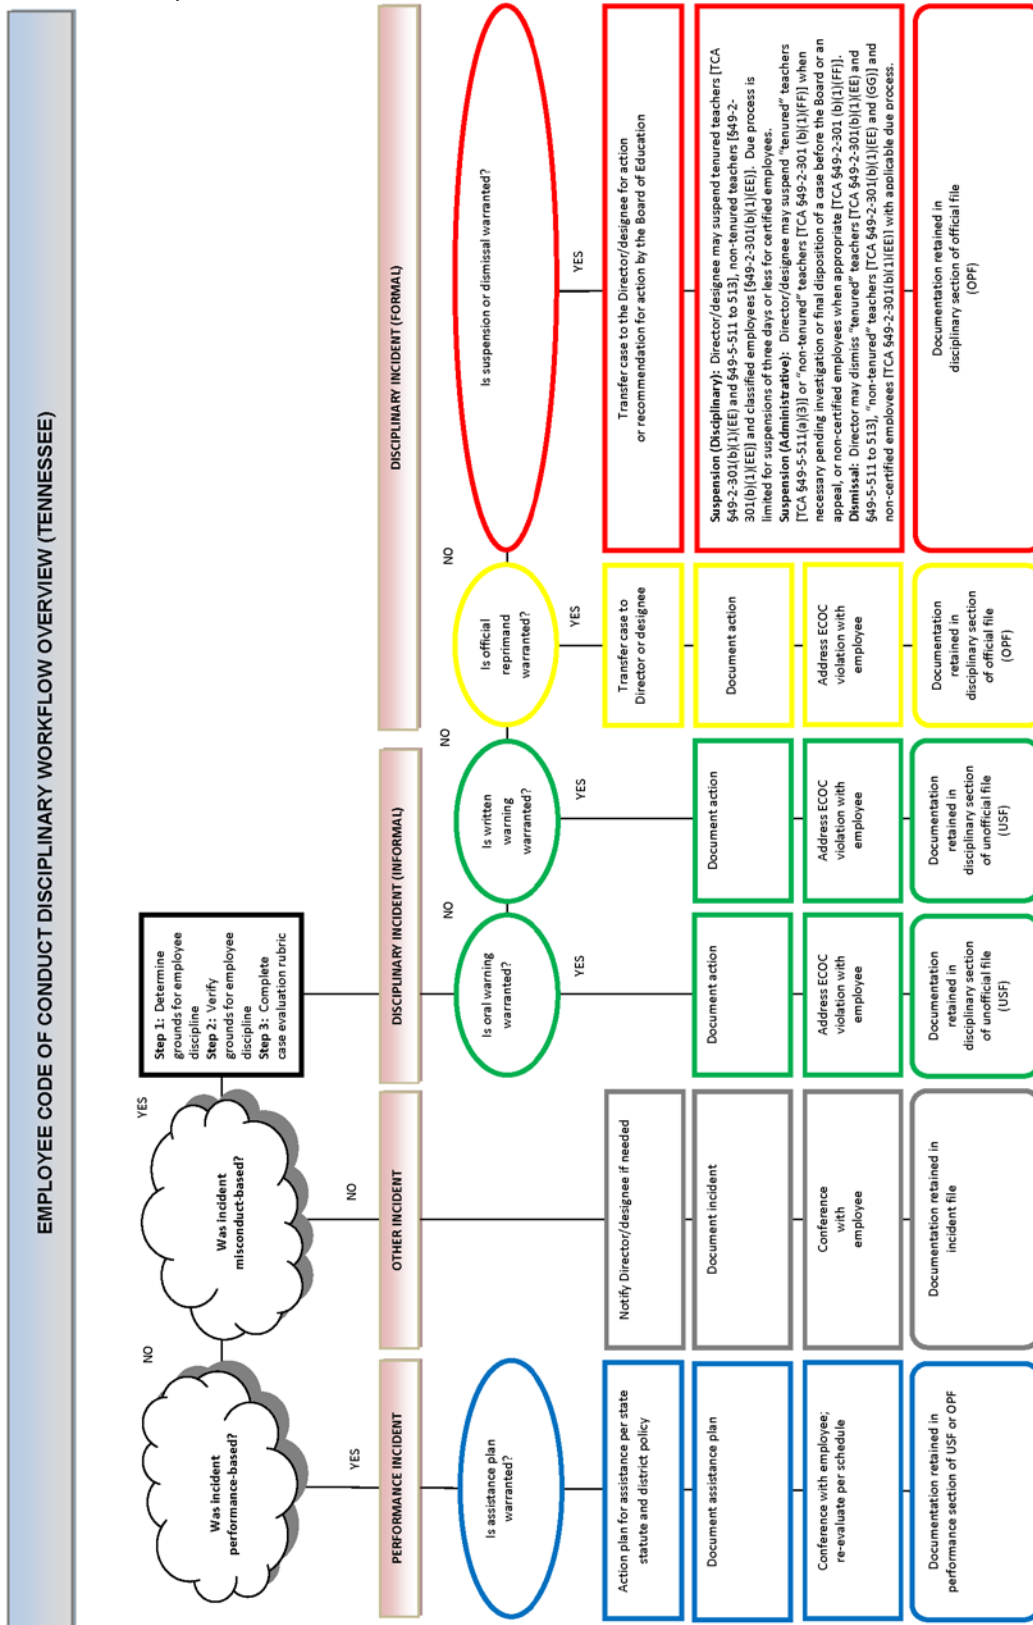 EMPLOYEE CODE OF CONDUCT DISCIPLINARY WORKFLOW OVERVIEW (TENNESSEE)
Was incident
performance-based?
NO
YES
Was incident
misconduct-based?
YES
NO
Step 1: Determine
grounds for employee
discipline
Step 2: Verify
grounds for employee
discipline
Step 3: Complete
case evaluation rubric
PERFORMANCE INCIDENT
OTHER INCIDENT
DISCIPLINARY INCIDENT (INFORMAL)
DISCIPLINARY INCIDENT (FORMAL)
Is assistance plan
warranted?
Is oral warning
warranted?
NO
YES
Is written
warning
warranted?
NO
YES
Is official
reprimand
warranted?
NO
YES
Is suspension or dismissal warranted?
YES
Action plan for assistance per state
statute and district policy
Notify Director/designee if needed
Transfer case to
Director or designee
Transfer case to the Director/designee for action
or recommendation for action by the Board of Education
Document assistance plan
Document incident
Document action
Document action
Document action
Suspension (Disciplinary): Director/designee may suspend tenured teachers [TCA
§49-2-301(b)(1)(EE) and §49-5-511 to 513], non-tenured teachers [§49-2-
301(b)(1)(EE)] and classified employees [§49-2-301(b)(1)(EE)]. Due process is
limited for suspensions of three days or less for certified employees.
Suspension (Administrative): Director/designee may suspend "tenured" teachers
[TCA §49-5-511(a)(3)] or "non-tenured" teachers [TCA §49-2-301 (b)(1)(FF)] when
necessary pending investigation or final disposition of a case before the Board or an
appeal, or non-certified employees when appropriate [TCA §49-2-301 (b)(1)(FF)].
Dismissal: Director may dismiss "tenured" teachers [TCA §49-2-301(b)(1)(EE) and
§49-5-511 to 513], "non-tenured" teachers [TCA §49-2-301(b)(1)(EE) and (GG)] and
non-certified employees [TCA §49-2-301(b)(1)(EE)] with applicable due process.
Conference with employee;
re-evaluate per schedule
Conference
with
employee
Address ECOC
violation with
employee
Address ECOC
violation with
employee
Address ECOC
violation with
employee
Documentation retained in
performance section of USF or OPF
Documentation retained in
incident file
Documentation
retained in
disciplinary section
of unofficial file
(USF)
Documentation
retained in
disciplinary section
of unofficial file
(USF)
Documentation
retained in
disciplinary section
of official file
(OPF)
Documentation retained in
disciplinary section of official file
(OPF)